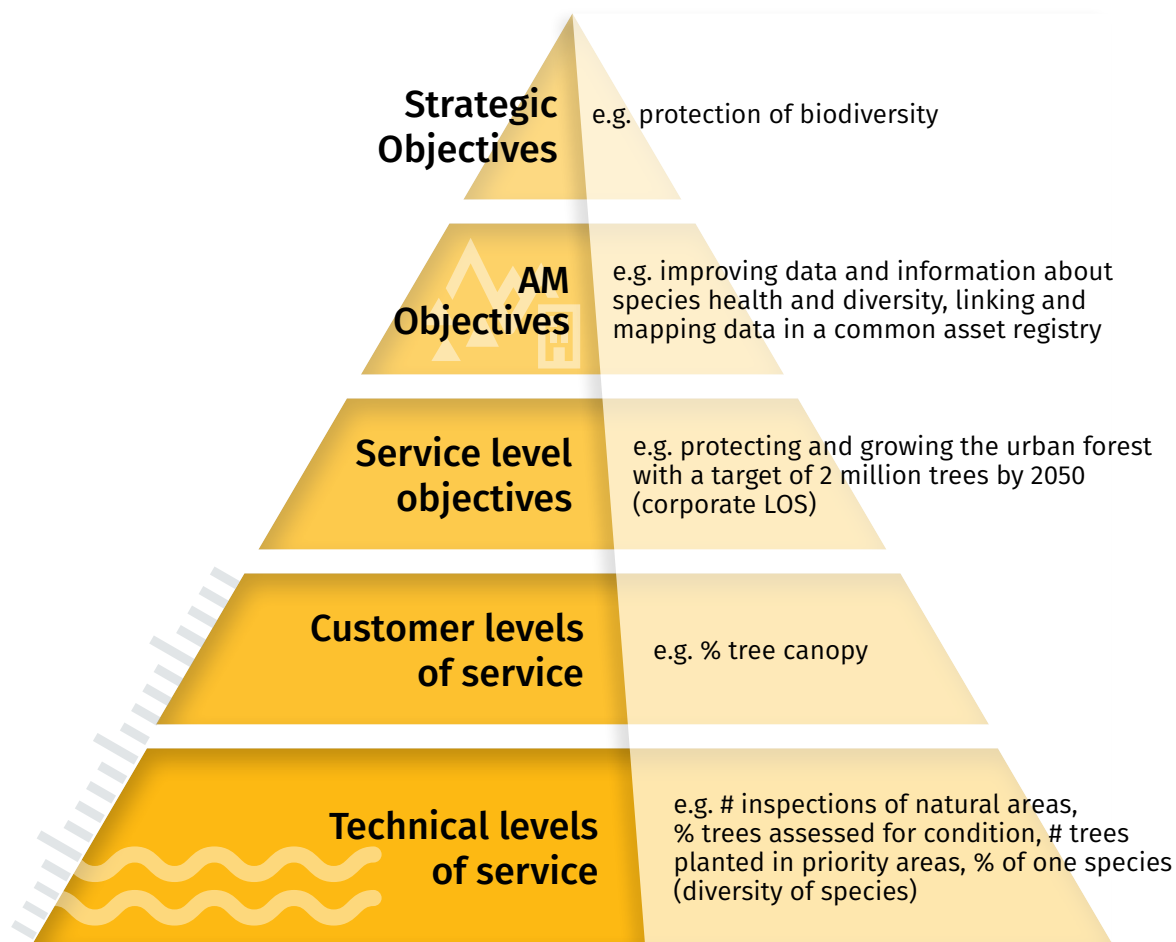 Strategic
Objectives
e.g. protection of biodiversity
AM
Objectives
e.g. improving data and information about
species health and diversity, linking and
mapping data in a common asset registry
Service level
objectives
e.g. protecting and growing the urban forest
with a target of 2 million trees by 2050
(corporate LOS)
Customer levels
of service
e.g. % tree canopy
Technical levels
of service
e.g. # inspections of natural areas,
% trees assessed for condition, # trees
planted in priority areas, % of one species
(diversity of species)